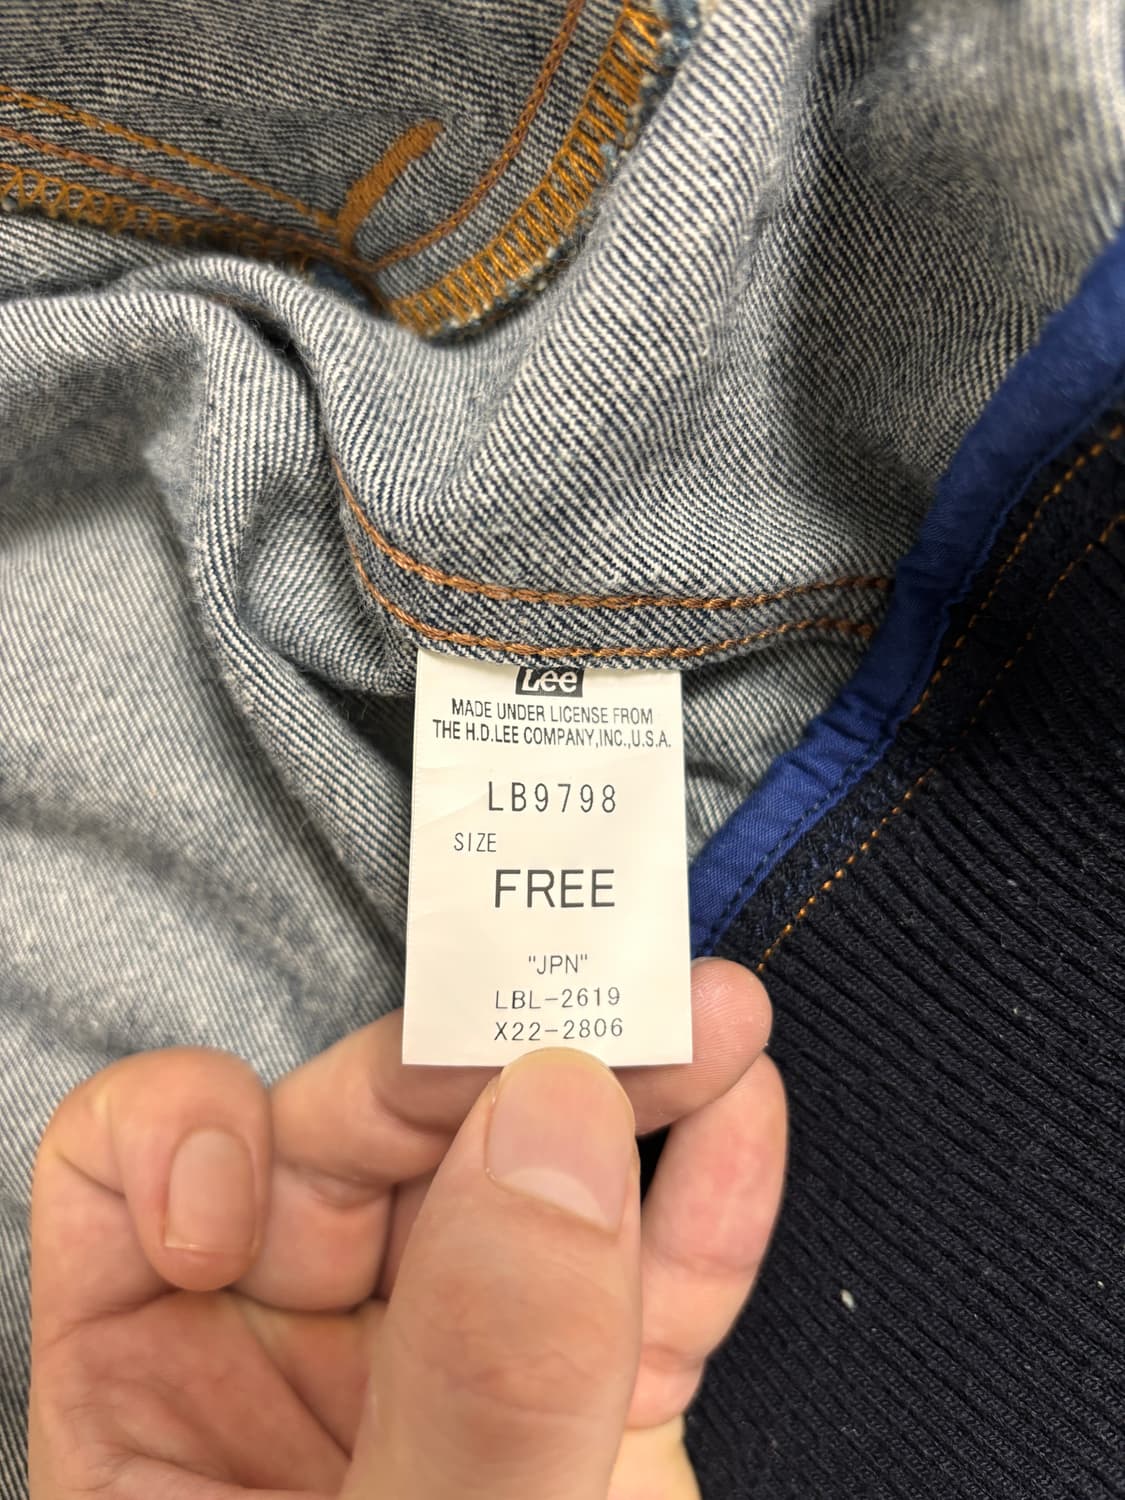 Lee
MADE UNDER LICENSE FROM
THE H.D.LEE COMPANY,INC.,U.S.A.
LB9798
SIZE
FREE
"JPN"
LBL-2619
X22-2806